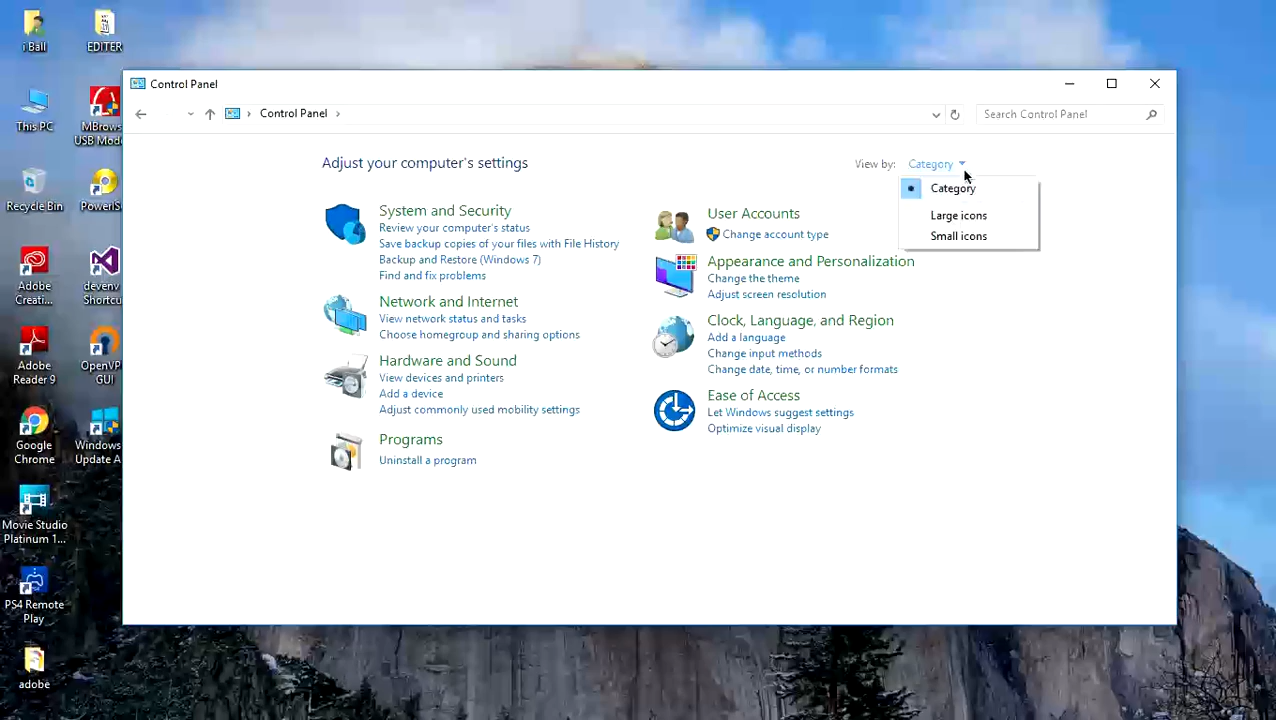 i Ball
EDITER
This PC
MBrows
USB Mode
Recycle Bin
PowerIS
Adobe
Creati...
devenv
Shortcu
Adobe
Reader 9
OpenVP
GUI
Google
Chrome
Windows
Update A
Movie Studio
Platinum 1...
PS4 Remote
Play
adobe
Control Panel
Control Panel
Search Control Panel
Adjust your computer's settings
View by: Category
Category
Large icons
Small icons
System and Security
Review your computer's status
Save backup copies of your files with File History
Backup and Restore (Windows 7)
Find and fix problems
Network and Internet
View network status and tasks
Choose homegroup and sharing options
Hardware and Sound
View devices and printers
Add a device
Adjust commonly used mobility settings
Programs
Uninstall a program
User Accounts
Change account type
Appearance and Personalization
Change the theme
Adjust screen resolution
Clock, Language, and Region
Add a language
Change input methods
Change date, time, or number formats
Ease of Access
Let Windows suggest settings
Optimize visual display